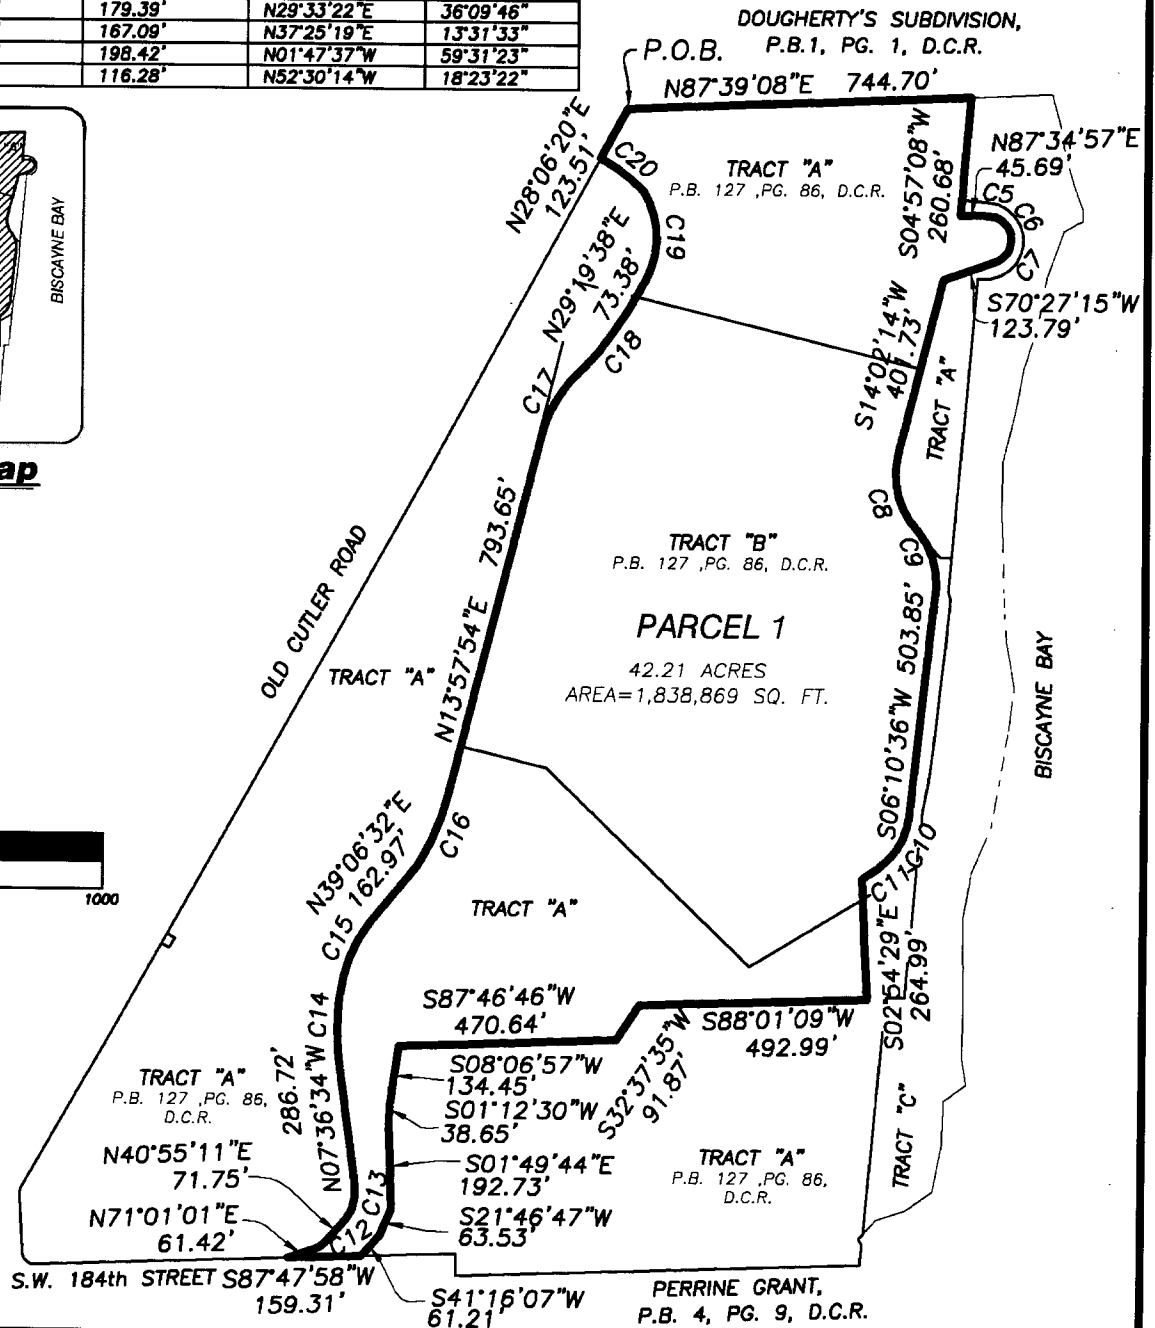 179.39' N29°33'22"E 36°09'46"
167.09' N37°25'19"E 13°31'33"
198.42' N01°47'37"W 59°31'23"
116.28' N52°30'14"W 18°23'22"
DOUGHERTY'S SUBDIVISION,
P.B.1, PG. 1, D.C.R.
P.O.B.
N87°39'08"E 744.70'
N28°06'20"E
123.51'
C20
TRACT "A"
P.B. 127 ,PG. 86, D.C.R.
S04°57'08"W
260.68'
N87°34'57"E
45.69'
C5
C6
C7
"A"
BISCAYNE BAY
C19
N29°19'38"E
73.38'
C18
C17
S70°27'15"W
123.79'
S14°02'14"W
401.73'
TRACT "A"
ap
C8
C9
793.65'
N13°57'54"E
OLD CUTLER ROAD
TRACT "A"
TRACT "B"
P.B. 127 ,PG. 86, D.C.R.
PARCEL 1
42.21 ACRES
AREA=1,838,869 SQ. FT.
S06°10'36"W 503.85'
BISCAYNE BAY
C16
C10
C11
N39°06'32"E
162.97'
1000
C15
TRACT "A"
S02°54'29"E
264.99'
C14
S87°46'46"W
470.64'
S88°01'09"W
492.99'
S32°37'35"W
91.87'
S08°06'57"W
134.45'
S01°12'30"W
38.65'
TRACT "A"
P.B. 127 ,PG. 86,
D.C.R.
286.72'
N07°36'34"W
N40°55'11"E
71.75'
S01°49'44"E
192.73'
TRACT "A"
P.B. 127 ,PG. 86,
D.C.R.
TRACT "C"
C13
N71°01'01"E
61.42'
C12
S21°46'47"W
63.53'
S.W. 184th STREET
S87°47'58"W
159.31'
S41°16'07"W
61.21'
PERRINE GRANT,
P.B. 4, PG. 9, D.C.R.